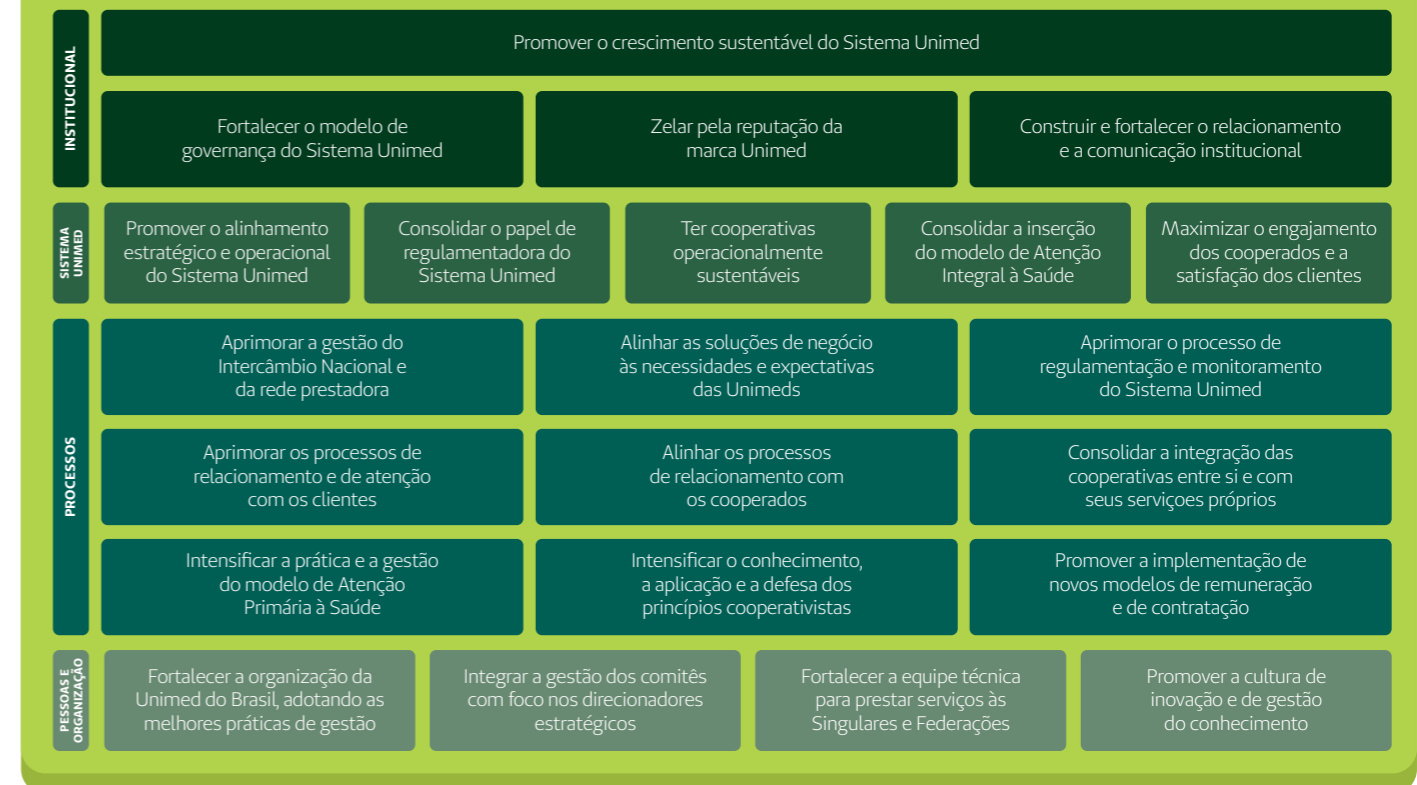 INSTITUCIONAL
Promover o crescimento sustentável do Sistema Unimed
Fortalecer o modelo de
governança do Sistema Unimed
Zelar pela reputação da
marca Unimed
Construir e fortalecer o relacionamento
e a comunicação institucional
SISTEMA
UNIMED
Promover o alinhamento
estratégico e operacional
do Sistema Unimed
Consolidar o papel de
regulamentadora do
Sistema Unimed
Ter cooperativas
operacionalmente
sustentáveis
Consolidar a inserção
do modelo de Atenção
Integral à Saúde
Maximizar o engajamento
dos cooperados e a
satisfação dos clientes
PROCESSOS
Aprimorar a gestão do
Intercâmbio Nacional e
da rede prestadora
Alinhar as soluções de negócio
às necessidades e expectativas
das Unimeds
Aprimorar o processo de
regulamentação e monitoramento
do Sistema Unimed
Aprimorar os processos de
relacionamento e de atenção
com os clientes
Alinhar os processos
de relacionamento com
os cooperados
Consolidar a integração das
cooperativas entre si e com
seus serviçoes próprios
Intensificar a prática e a gestão
do modelo de Atenção
Primária à Saúde
Intensificar o conhecimento,
a aplicação e a defesa dos
princípios cooperativistas
Promover a implementação de
novos modelos de remuneração
e de contratação
PESSOAS E
ORGANIZAÇÃO
Fortalecer a organização da
Unimed do Brasil, adotando as
melhores práticas de gestão
Integrar a gestão dos comitês
com foco nos direcionadores
estratégicos
Fortalecer a equipe técnica
para prestar serviços às
Singulares e Federações
Promover a cultura de
inovação e de gestão
do conhecimento